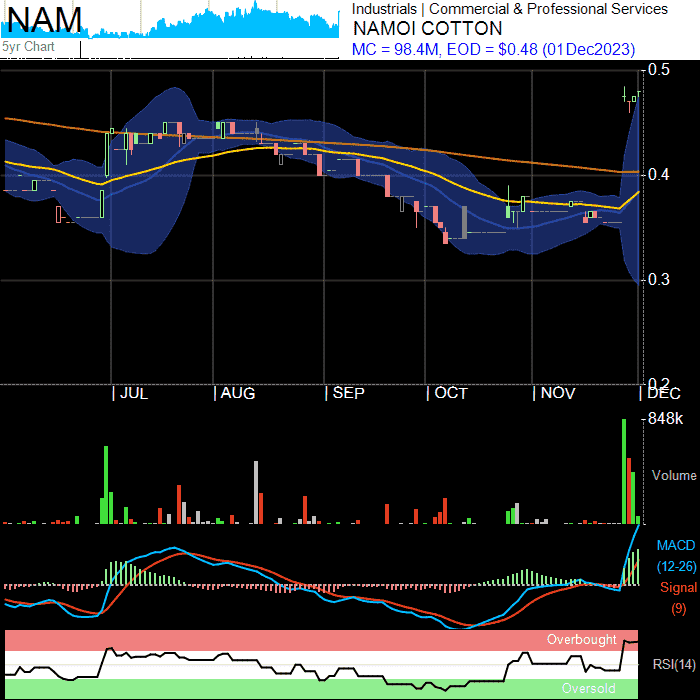 NAM
5yr Chart
Industrials | Commercial & Professional Services
NAMOI COTTON
MC = 98.4M, EOD = $0.48 (01Dec2023)
0.5
0.4
0.3
0.2
JUL
AUG
SEP
OCT
NOV
DEC
848k
Volume
MACD
(12-26)
Signal
(9)
Overbought
RSI(14)
Oversold